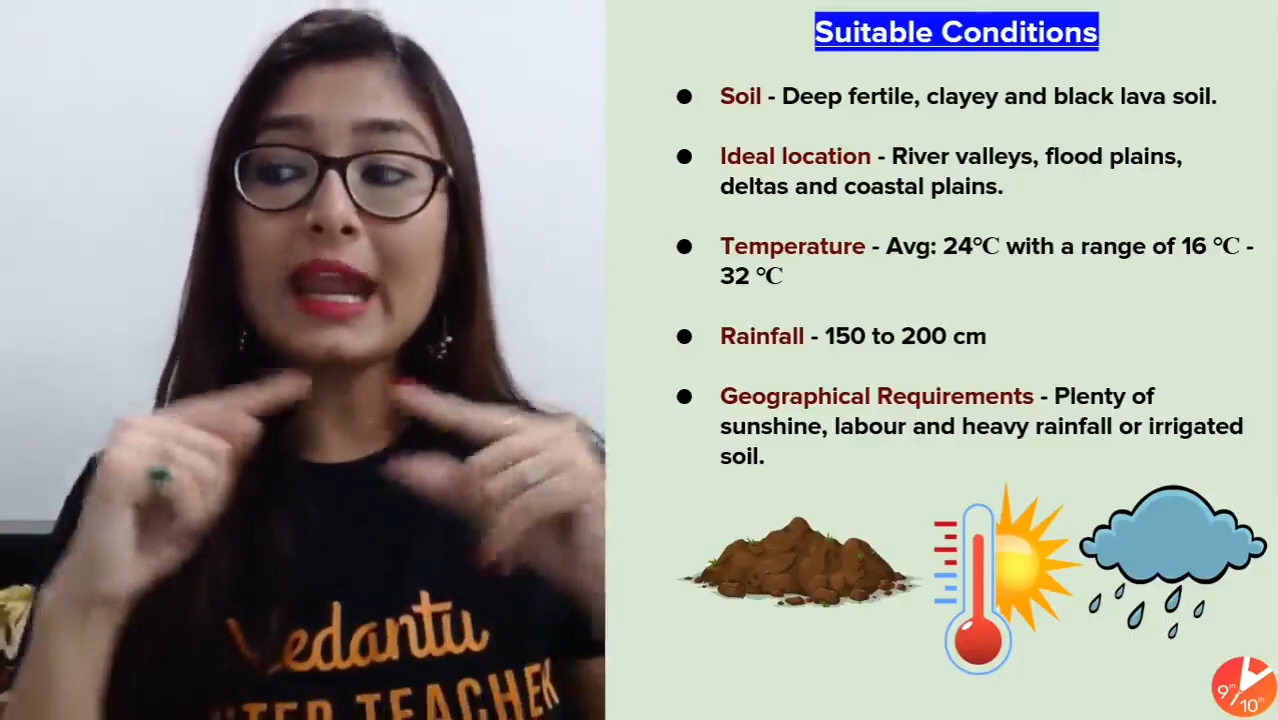 Suitable Conditions
● Soil - Deep fertile, clayey and black lava soil.
● Ideal location - River valleys, flood plains,
deltas and coastal plains.
● Temperature - Avg: 24℃ with a range of 16 ℃ -
32 ℃
● Rainfall - 150 to 200 cm
● Geographical Requirements - Plenty of
sunshine, labour and heavy rainfall or irrigated
soil.
Vedantu
TEACHER
9th
10th